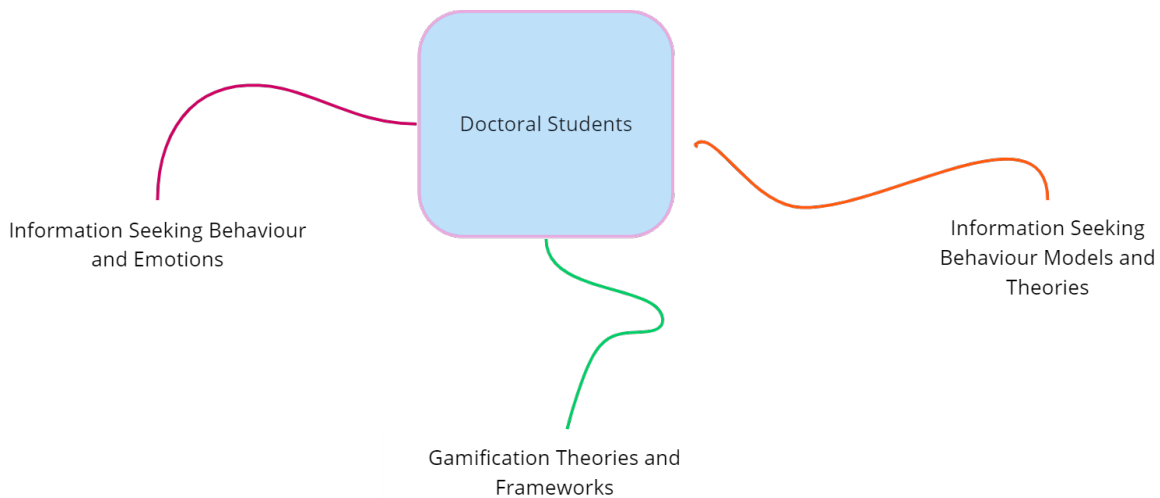 Doctoral Students
Information Seeking Behaviour
and Emotions
Information Seeking
Behaviour Models and
Theories
Gamification Theories and
Frameworks